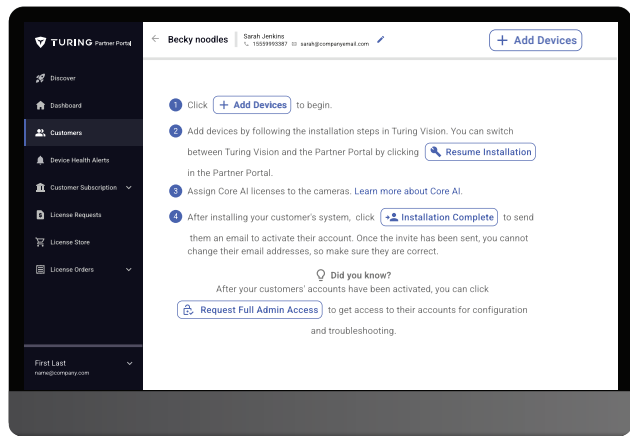 TURING Partner Portal
Discover
Dashboard
Customers
Device Health Alerts
Customer Subscription
License Requests
License Store
License Orders
First Last
name@company.com
Becky noodles
Sarah Jenkins
15559993387 sarah@companyemail.com
+ Add Devices
1 Click + Add Devices to begin.
2 Add devices by following the installation steps in Turing Vision. You can switch
between Turing Vision and the Partner Portal by clicking Resume Installation
in the Partner Portal.
3 Assign Core AI licenses to the cameras. Learn more about Core AI.
4 After installing your customer's system, click Installation Complete to send
them an email to activate their account. Once the invite has been sent, you cannot
change their email addresses, so make sure they are correct.
Did you know?
After your customers' accounts have been activated, you can click
Request Full Admin Access to get access to their accounts for configuration
and troubleshooting.